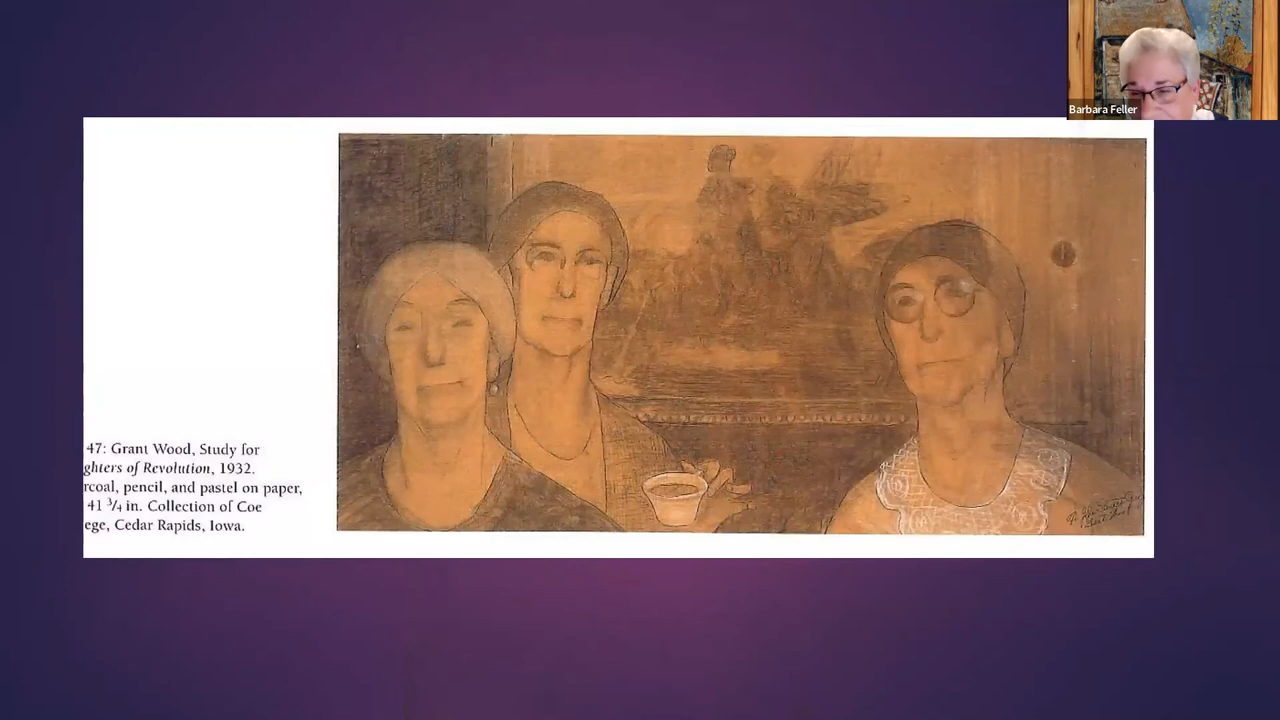 Barbara Feller
47: Grant Wood, Study for
ghters of Revolution, 1932.
rcoal, pencil, and pastel on paper,
41 3/4 in. Collection of Coe
ege, Cedar Rapids, Iowa.